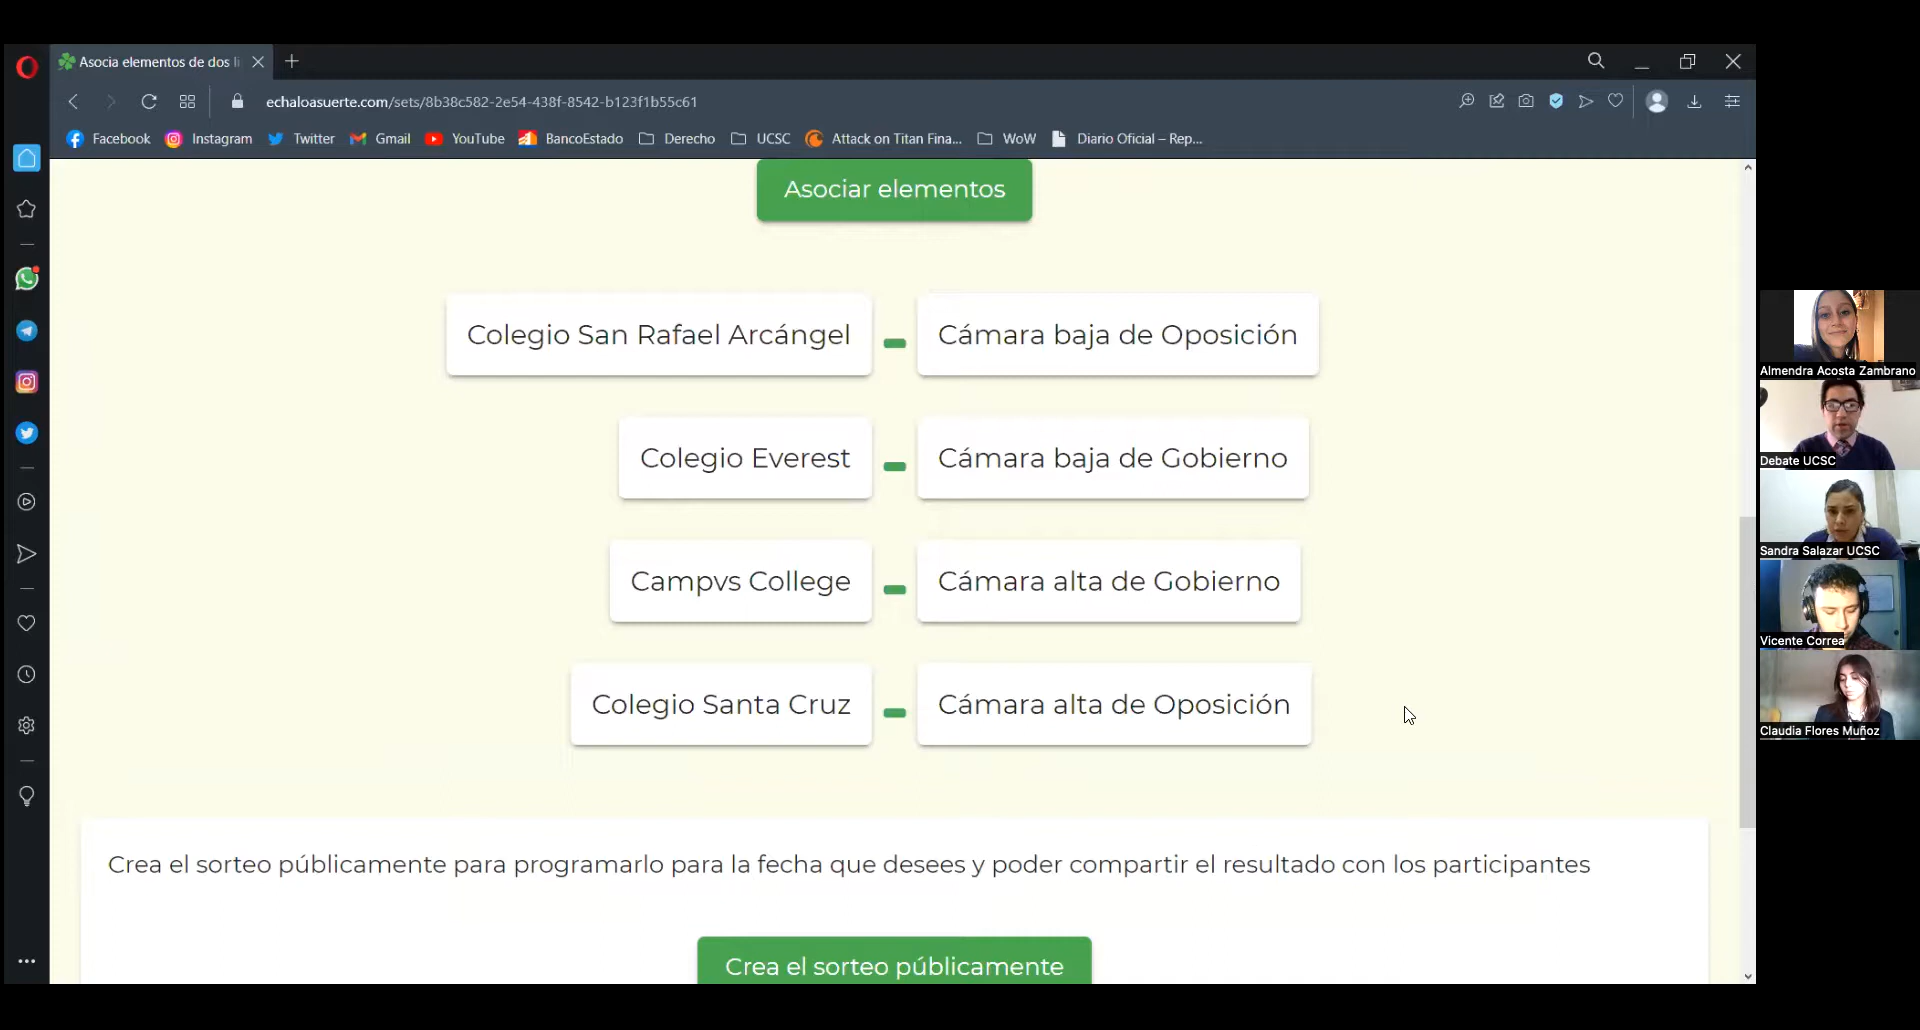 Asocia elementos de dos li
echaloasuerte.com/sets/8b38c582-2e54-438f-8542-b123f1b55c61
Facebook Instagram Twitter Gmail YouTube BancoEstado Derecho UCSC Attack on Titan Fina... WoW Diario Oficial – Rep...
Asociar elementos
Colegio San Rafael Arcángel - Cámara baja de Oposición
Colegio Everest - Cámara baja de Gobierno
Campvs College - Cámara alta de Gobierno
Colegio Santa Cruz - Cámara alta de Oposición
Crea el sorteo públicamente para programarlo para la fecha que desees y poder compartir el resultado con los participantes
Crea el sorteo públicamente
Almendra Acosta Zambrano
Debate UCSC
Sandra Salazar UCSC
Vicente Correa
Claudia Flores Muñoz